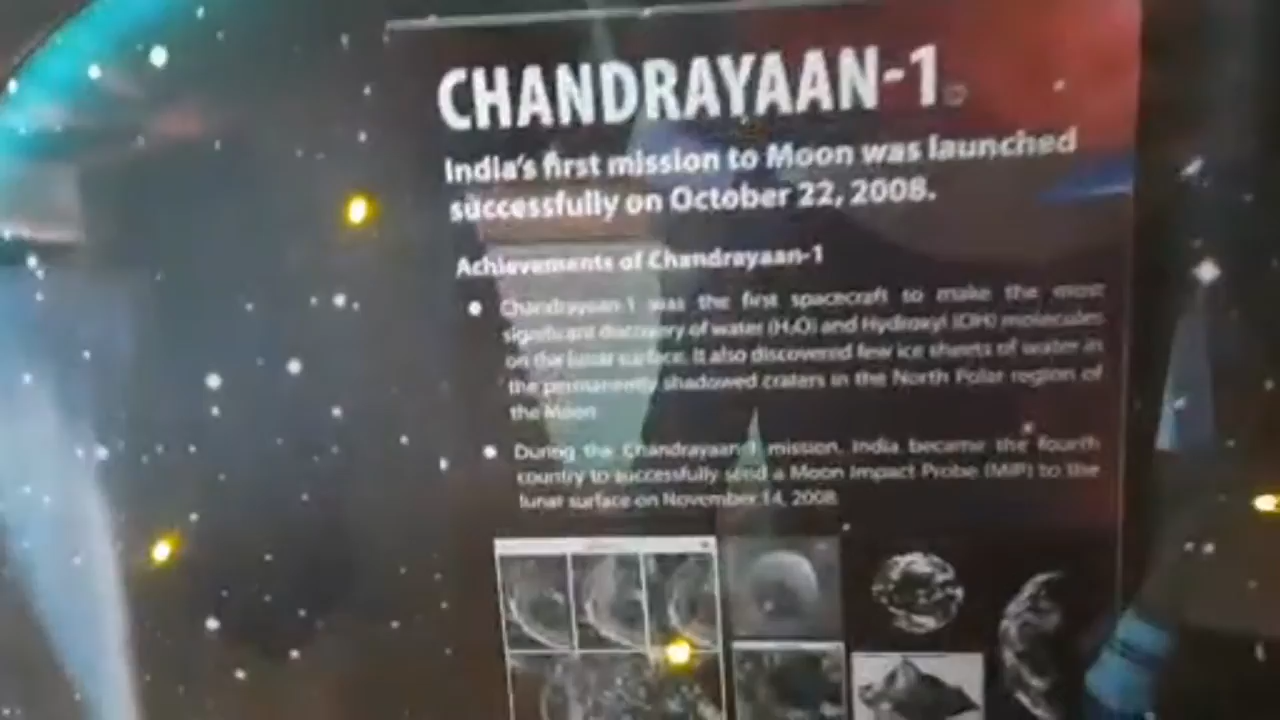 CHANDRAYAAN-1
India's first mission to Moon was launched
successfully on October 22, 2008.
Achievements of Chandrayaan-1
Chandrayaan-1 was the first spacecraft to make the most
significant discovery of water (H₂O) and Hydroxyl (OH) molecules
on the lunar surface. It also discovered few ice sheets of water in
the permanently shadowed craters in the North Polar region of
the Moon
During the Chandrayaan-1 mission, India became the fourth
country to successfully send a Moon Impact Probe (MIP) to the
lunar surface on November 14, 2008